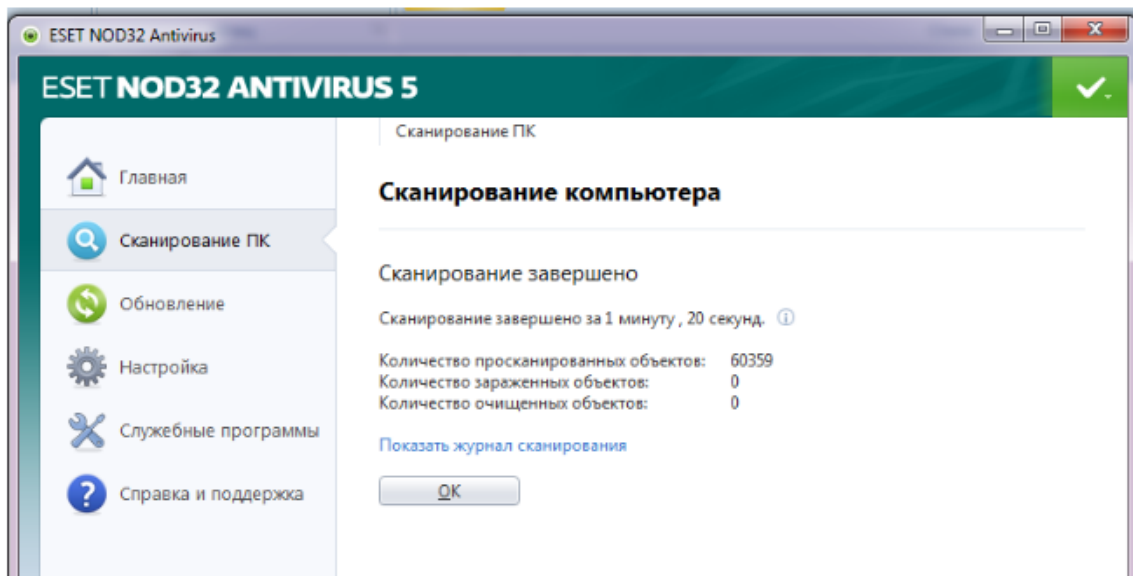 ESET NOD32 Antivirus
ESET NOD32 ANTIVIRUS 5
Сканирование ПК
Главная
Сканирование ПК
Обновление
Настройка
Служебные программы
Справка и поддержка
Сканирование компьютера
Сканирование завершено
Сканирование завершено за 1 минуту , 20 секунд.
Количество просканированных объектов: 60359
Количество зараженных объектов: 0
Количество очищенных объектов: 0
Показать журнал сканирования
OK